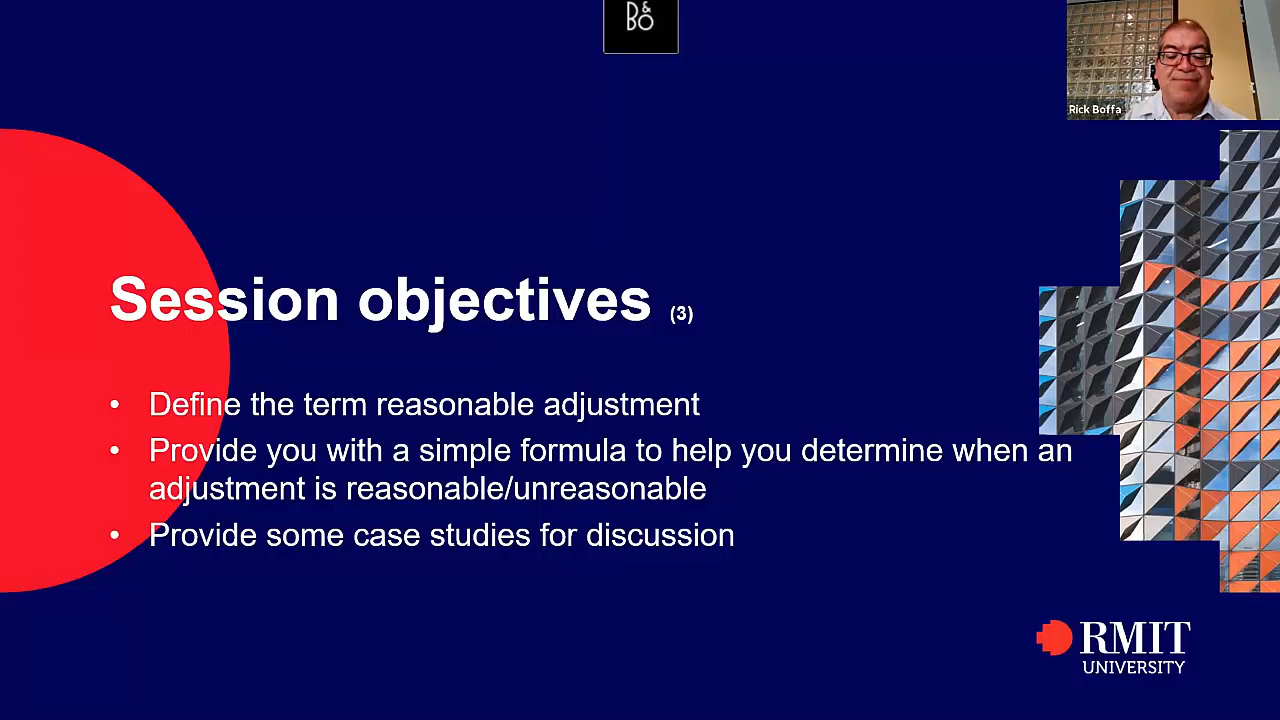 D&
BO
Rick Boffa
Session objectives (3)
• Define the term reasonable adjustment
• Provide you with a simple formula to help you determine when an
adjustment is reasonable/unreasonable
• Provide some case studies for discussion
RMIT
UNIVERSITY